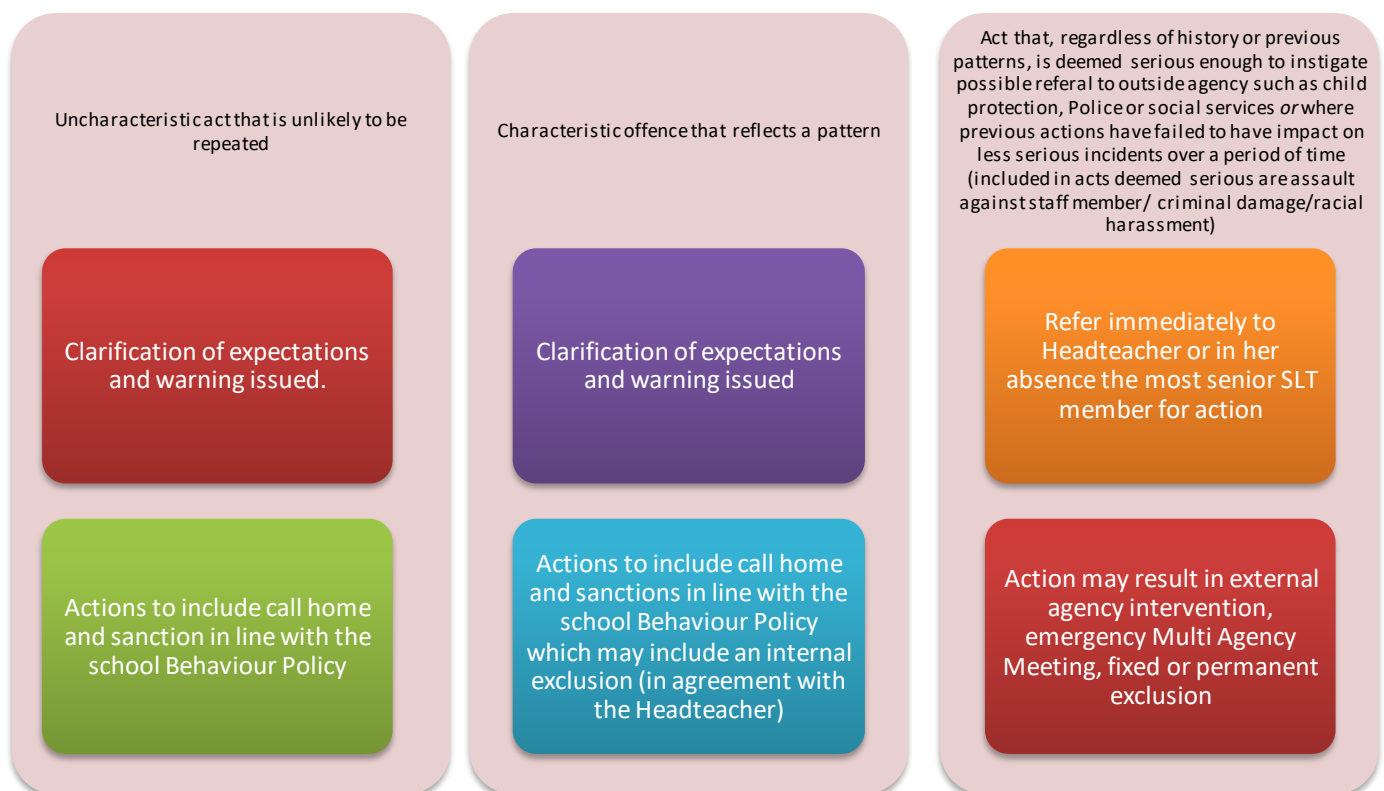 Uncharacteristic act that is unlikely to be
repeated
Clarification of expectations
and warning issued.
Actions to include call home
and sanction in line with the
school Behaviour Policy
Characteristic offence that reflects a pattern
Clarification of expectations
and warning issued
Actions to include call home
and sanctions in line with the
school Behaviour Policy
which may include an internal
exclusion (in agreement with
the Headteacher)
Act that, regardless of history or previous
patterns, is deemed serious enough to instigate
possible referal to outside agency such as child
protection, Police or social services or where
previous actions have failed to have impact on
less serious incidents over a period of time
(included in acts deemed serious are assault
against staff member/ criminal damage/racial
harassment)
Refer immediately to
Headteacher or in her
absence the most senior SLT
member for action
Action may result in external
agency intervention,
emergency Multi Agency
Meeting, fixed or permanent
exclusion